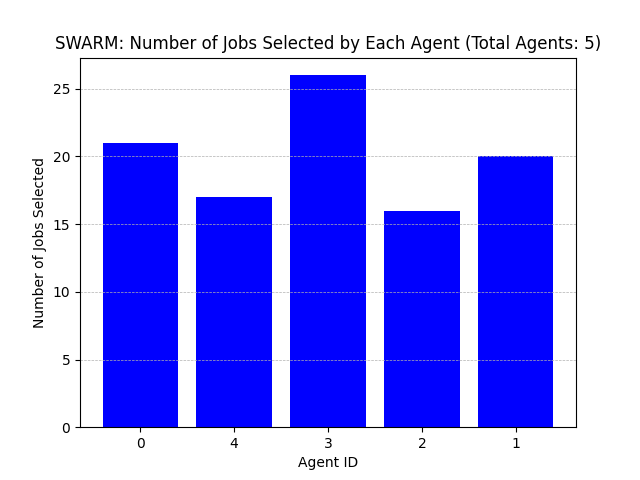 SWARM: Number of Jobs Selected by Each Agent (Total Agents: 5)
Number of Jobs Selected
25
20
15
10
5
0
0 4 3 2 1
Agent ID